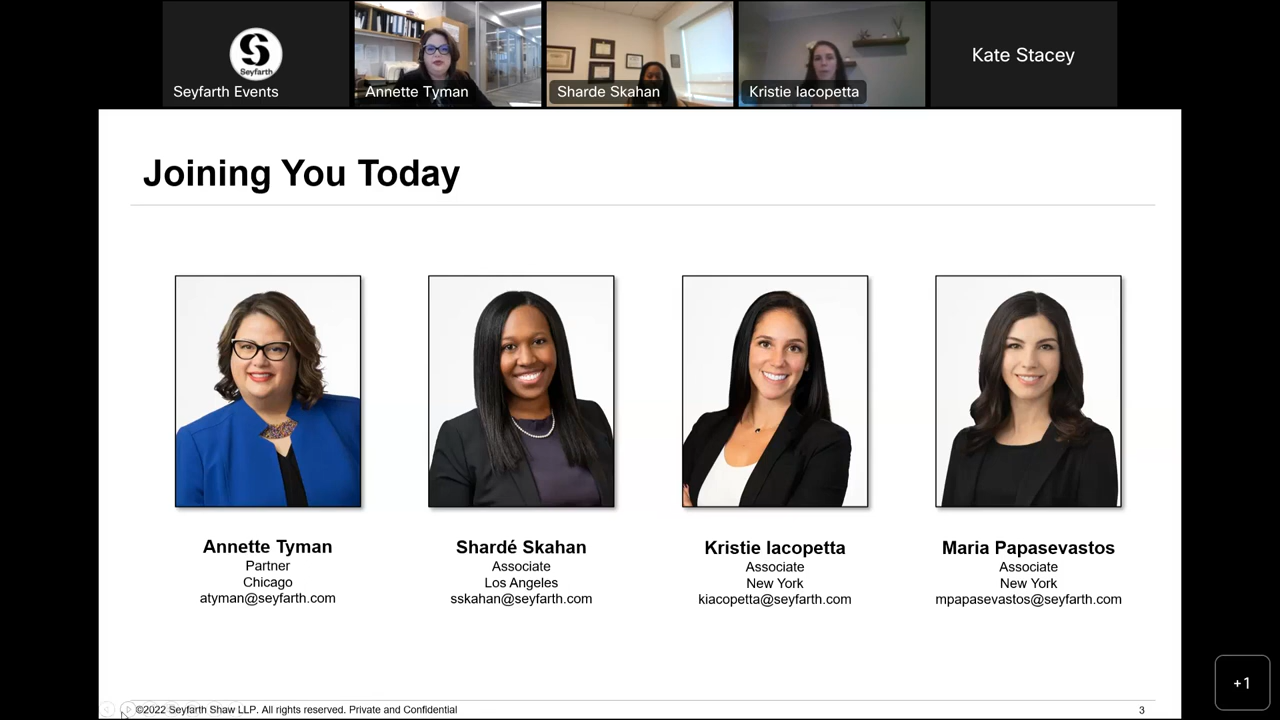 Seyfarth
Seyfarth Events
Annette Tyman
Sharde Skahan
Kristie Iacopetta
Kate Stacey
Joining You Today
Annette Tyman
Partner
Chicago
atyman@seyfarth.com
Shardé Skahan
Associate
Los Angeles
sskahan@seyfarth.com
Kristie Iacopetta
Associate
New York
kiacopetta@seyfarth.com
Maria Papasevastos
Associate
New York
mpapasevastos@seyfarth.com
©2022 Seyfarth Shaw LLP. All rights reserved. Private and Confidential
3
+1